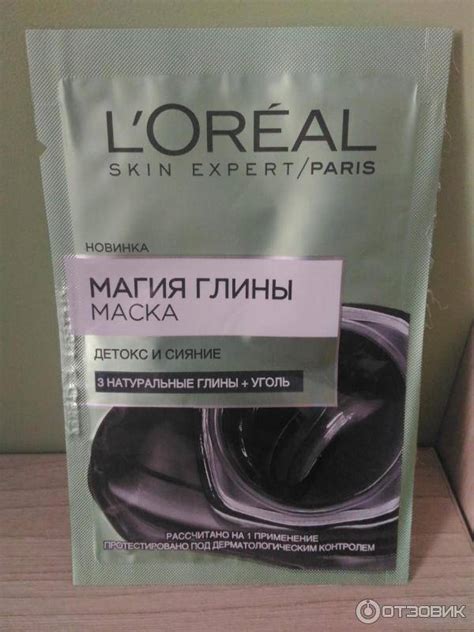 L'ORÉAL
SKIN EXPERT/PARIS
НОВИНКА
МАГИЯ ГЛИНЫ
МАСКА
ДЕТОКС И СИЯНИЕ
3 НАТУРАЛЬНЫЕ ГЛИНЫ + УГОЛЬ
РАССЧИТАНО НА 1 ПРИМЕНЕНИЕ
ПРОТЕСТИРОВАНО ПОД ДЕРМАТОЛОГИЧЕСКИМ КОНТРОЛЕМ
ОТЗОВИК